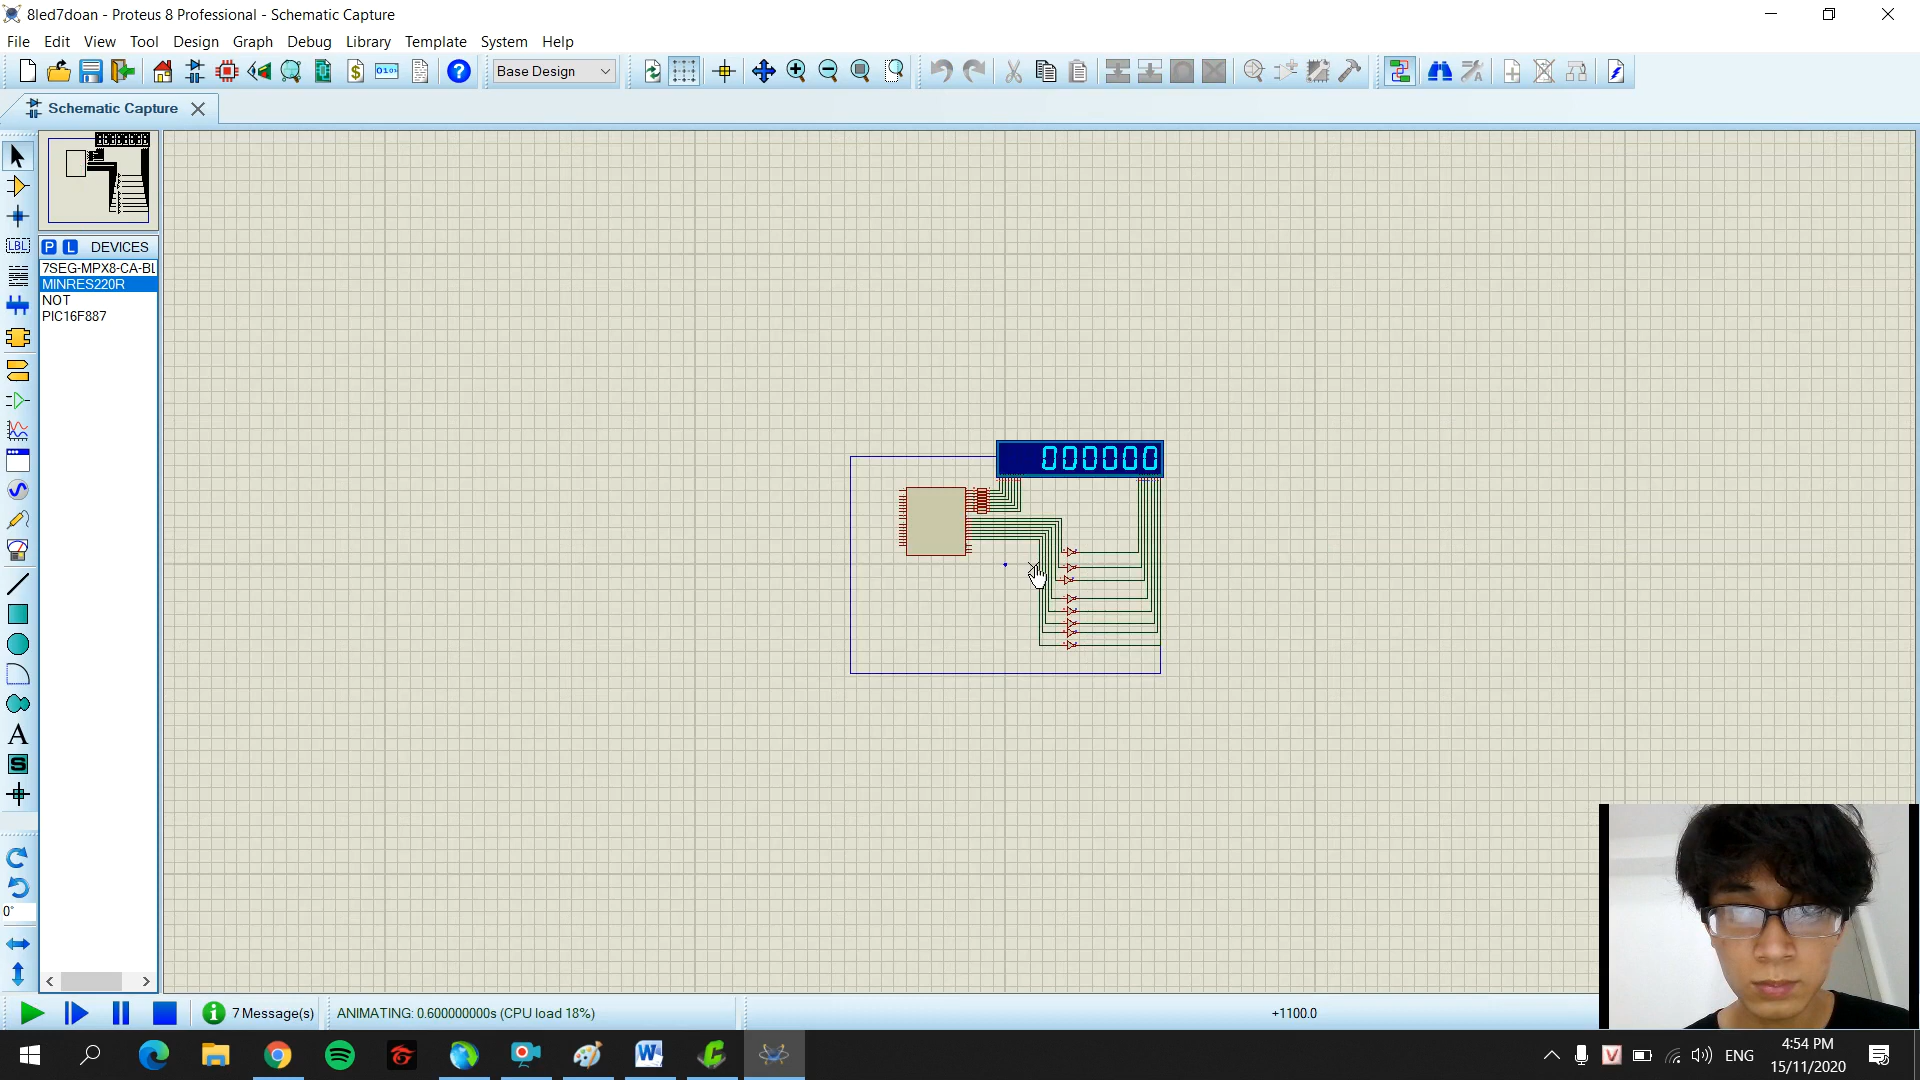 8led7doan - Proteus 8 Professional - Schematic Capture
File Edit View Tool Design Graph Debug Library Template System Help
Base Design
Schematic Capture
P L DEVICES
7SEG-MPX8-CA-BL
MINRES220R
NOT
PIC16F887
LBL
000000
A
S
0°
7 Message(s)
ANIMATING: 0.600000000s (CPU load 18%)
+1100.0
ENG
4:54 PM
15/11/2020